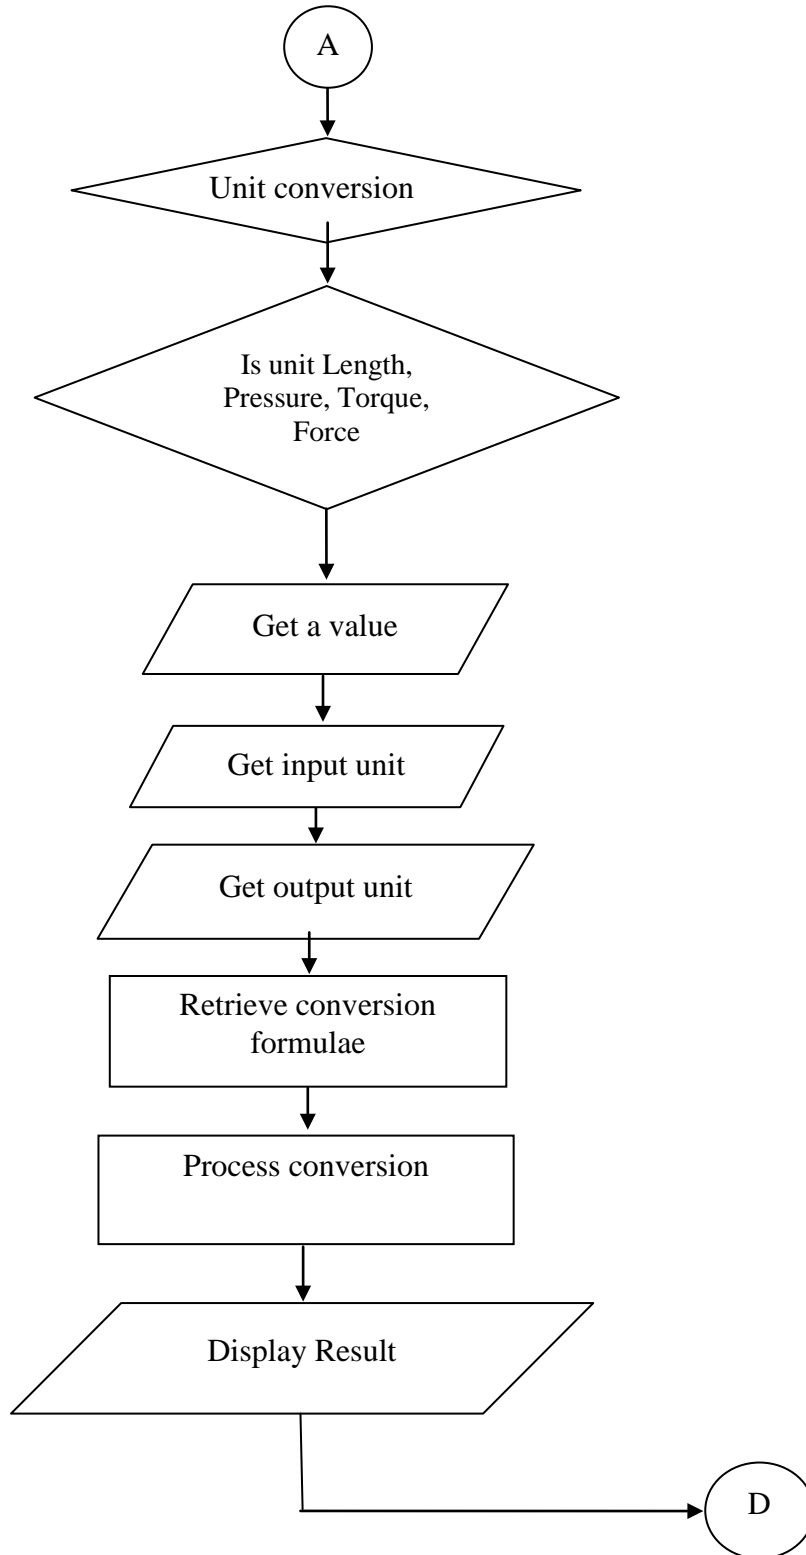 A
Unit conversion
Is unit Length,
Pressure, Torque,
Force
Get a value
Get input unit
Get output unit
Retrieve conversion
formulae
Process conversion
Display Result
D